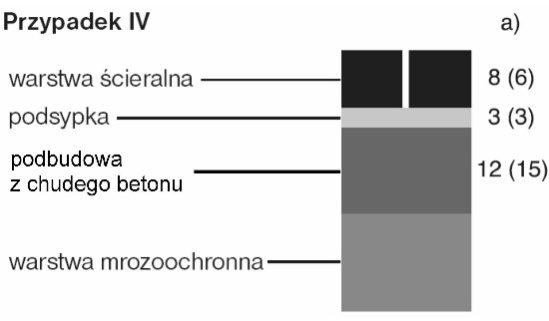 Przypadek IV a)
warstwa ścieralna 8 (6)
podsypka 3 (3)
podbudowa
z chudego betonu 12 (15)
warstwa mrozoochronna